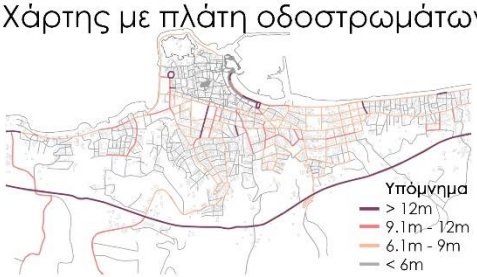 Χάρτης με πλάτη οδοστρωμάτων
Υπόμνημα
> 12m
9.1m - 12m
6.1m - 9m
< 6m